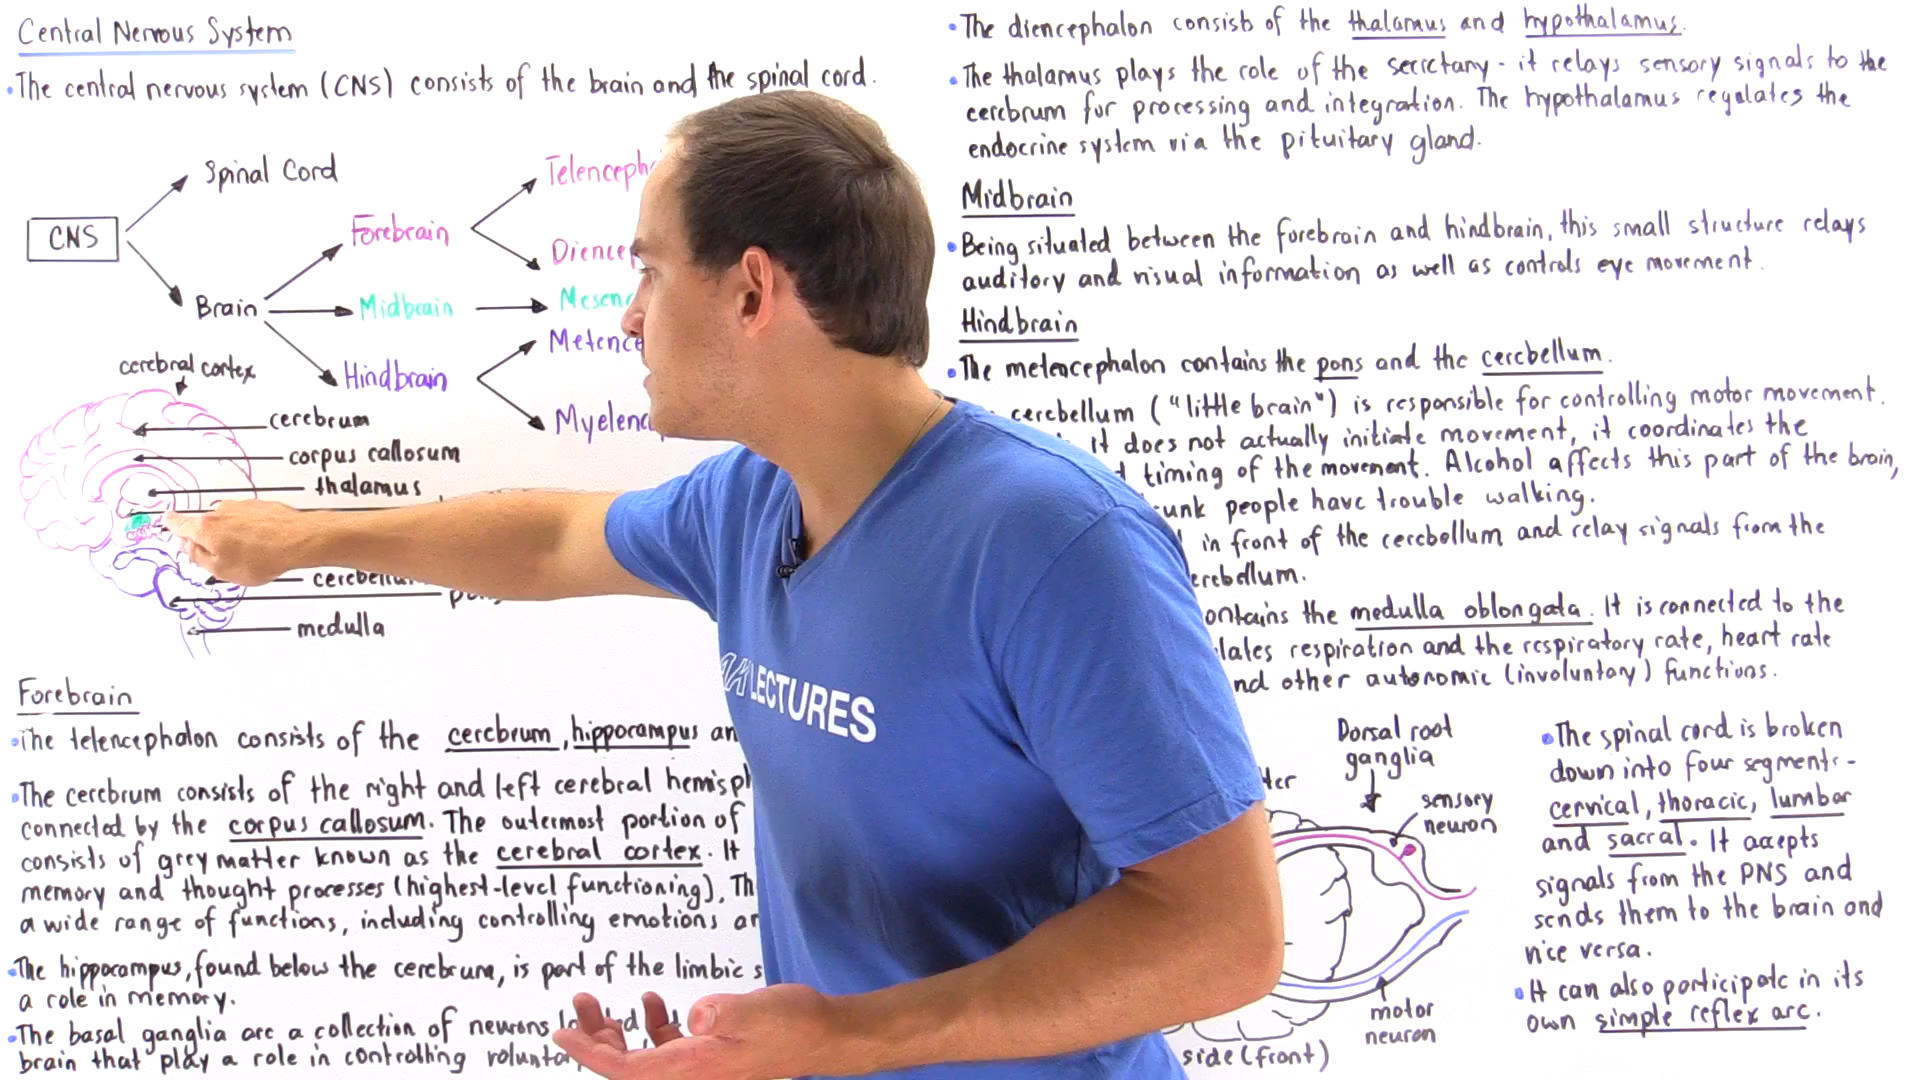 Central Nervous System
•The central nervous system (CNS) consists of the brain and the spinal cord.
CNS
Spinal Cord
Brain
Forebrain
Midbrain
Hindbrain
Telenceph
Diencep
Mesenc
Metence
Myelenc
cerebral cortex
cerebrum
corpus callosum
thalamus
cerebellu
pons
medulla
Forebrain
•The telencephalon consists of the cerebrum, hippocampus an
•The cerebrum consists of the right and left cerebral hemisph
connected by the corpus callosum. The outermost portion of
consists of grey matter known as the cerebral cortex. It
memory and thought processes (highest-level functioning). Th
a wide range of functions, including controlling emotions an
•The hippocampus, found below the cerebrum, is part of the limbic s
a role in memory.
•The basal ganglia are a collection of neurons
brain that play a role in controlling volunta
•The diencephalon consists of the thalamus and hypothalamus.
•The thalamus plays the role of the secretary - it relays sensory signals to the
cerebrum for processing and integration. The hypothalamus regulates the
endocrine system via the pituitary gland.
Midbrain
•Being situated between the forebrain and hindbrain, this small structure relays
auditory and visual information as well as controls eye movement.
Hindbrain
•The metencephalon contains the pons and the cerebellum.
cerebellum ("little brain") is responsible for controlling motor movement.
it does not actually initiate movement, it coordinates the
timing of the movement. Alcohol affects this part of the brain,
unk people have trouble walking.
in front of the cerebellum and relay signals from the
erebellum.
ontains the medulla oblongata. It is connected to the
lates respiration and the respiratory rate, heart rate
nd other autonomic (involuntary) functions.
tter
Dorsal root
ganglia
sensory
neuron
motor
neuron
side (front)
•The spinal cord is broken
down into four segments -
cervical, thoracic, lumbar
and sacral. It accepts
signals from the PNS and
sends them to the brain and
vice versa.
•It can also participate in its
own simple reflex arc.
AK LECTURES